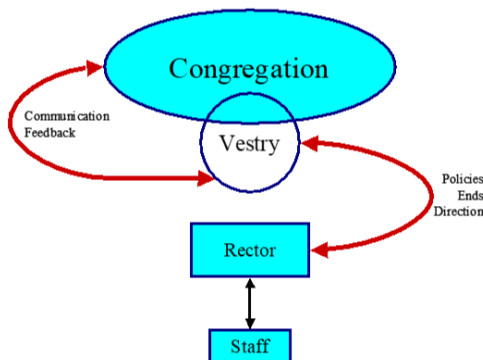 Congregation
Communication
Feedback
Vestry
Policies
Ends
Direction
Rector
Staff